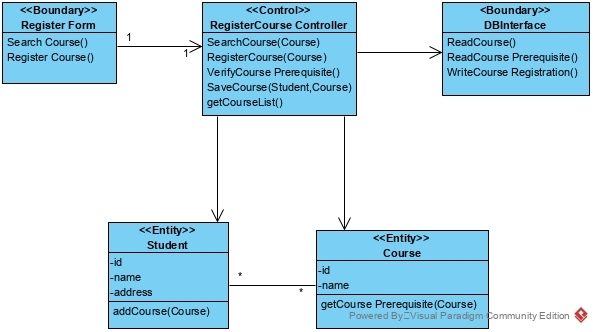 <<Boundary>>
Register Form
Search Course()
Register Course()
1
1
<<Control>>
RegisterCourse Controller
SearchCourse(Course)
RegisterCourse(Course)
VerifyCourse Prerequisite()
SaveCourse(Student,Course)
getCourseList()
<<Boundary>>
DBInterface
ReadCourse()
ReadCourse Prerequisite()
WriteCourse Registration()
<<Entity>>
Student
-id
-name
-address
addCourse(Course)
*
*
<<Entity>>
Course
-id
-name
getCourse Prerequisite(Course)
Powered By Visual Paradigm Community Edition